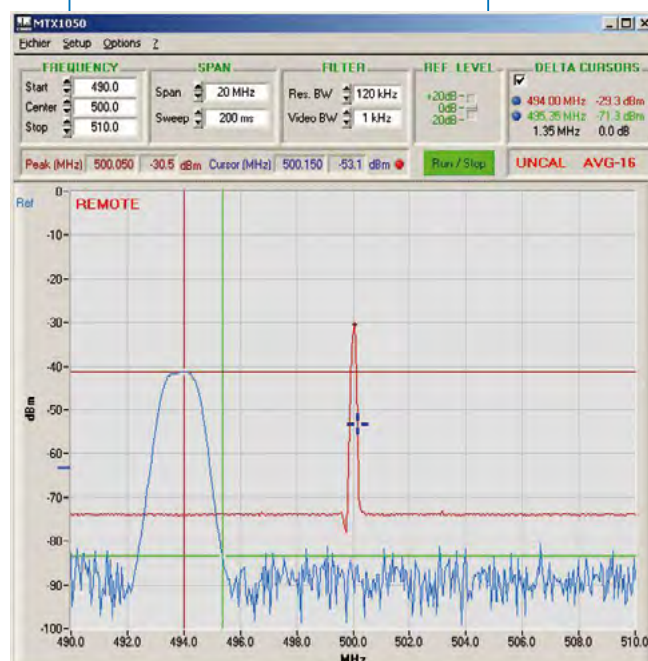 MTX1050
Fichier Setup Options ?
FREQUENCY SPAN FILTER REF LEVEL DELTA CURSORS
Start 490.0
Center 500.0
Stop 510.0
Span 20 MHz
Sweep 200 ms
Res. BW 120 kHz
Video BW 1 kHz
+20dB
0dB
20dB
494.00 MHz -29.3 dBm
495.35 MHz -71.3 dBm
1.35 MHz 0.0 dB
Peak (MHz) 500.050 -30.5 dBm Cursor (MHz) 500.150 -53.1 dBm
Run / Stop
UNCAL AVG-16
Ref
REMOTE
0
-10
-20
-30
-40
-50
-60
-70
-80
-90
-100
dBm
490.0 492.0 494.0 496.0 498.0 500.0 502.0 504.0 506.0 508.0 510.0
MHz